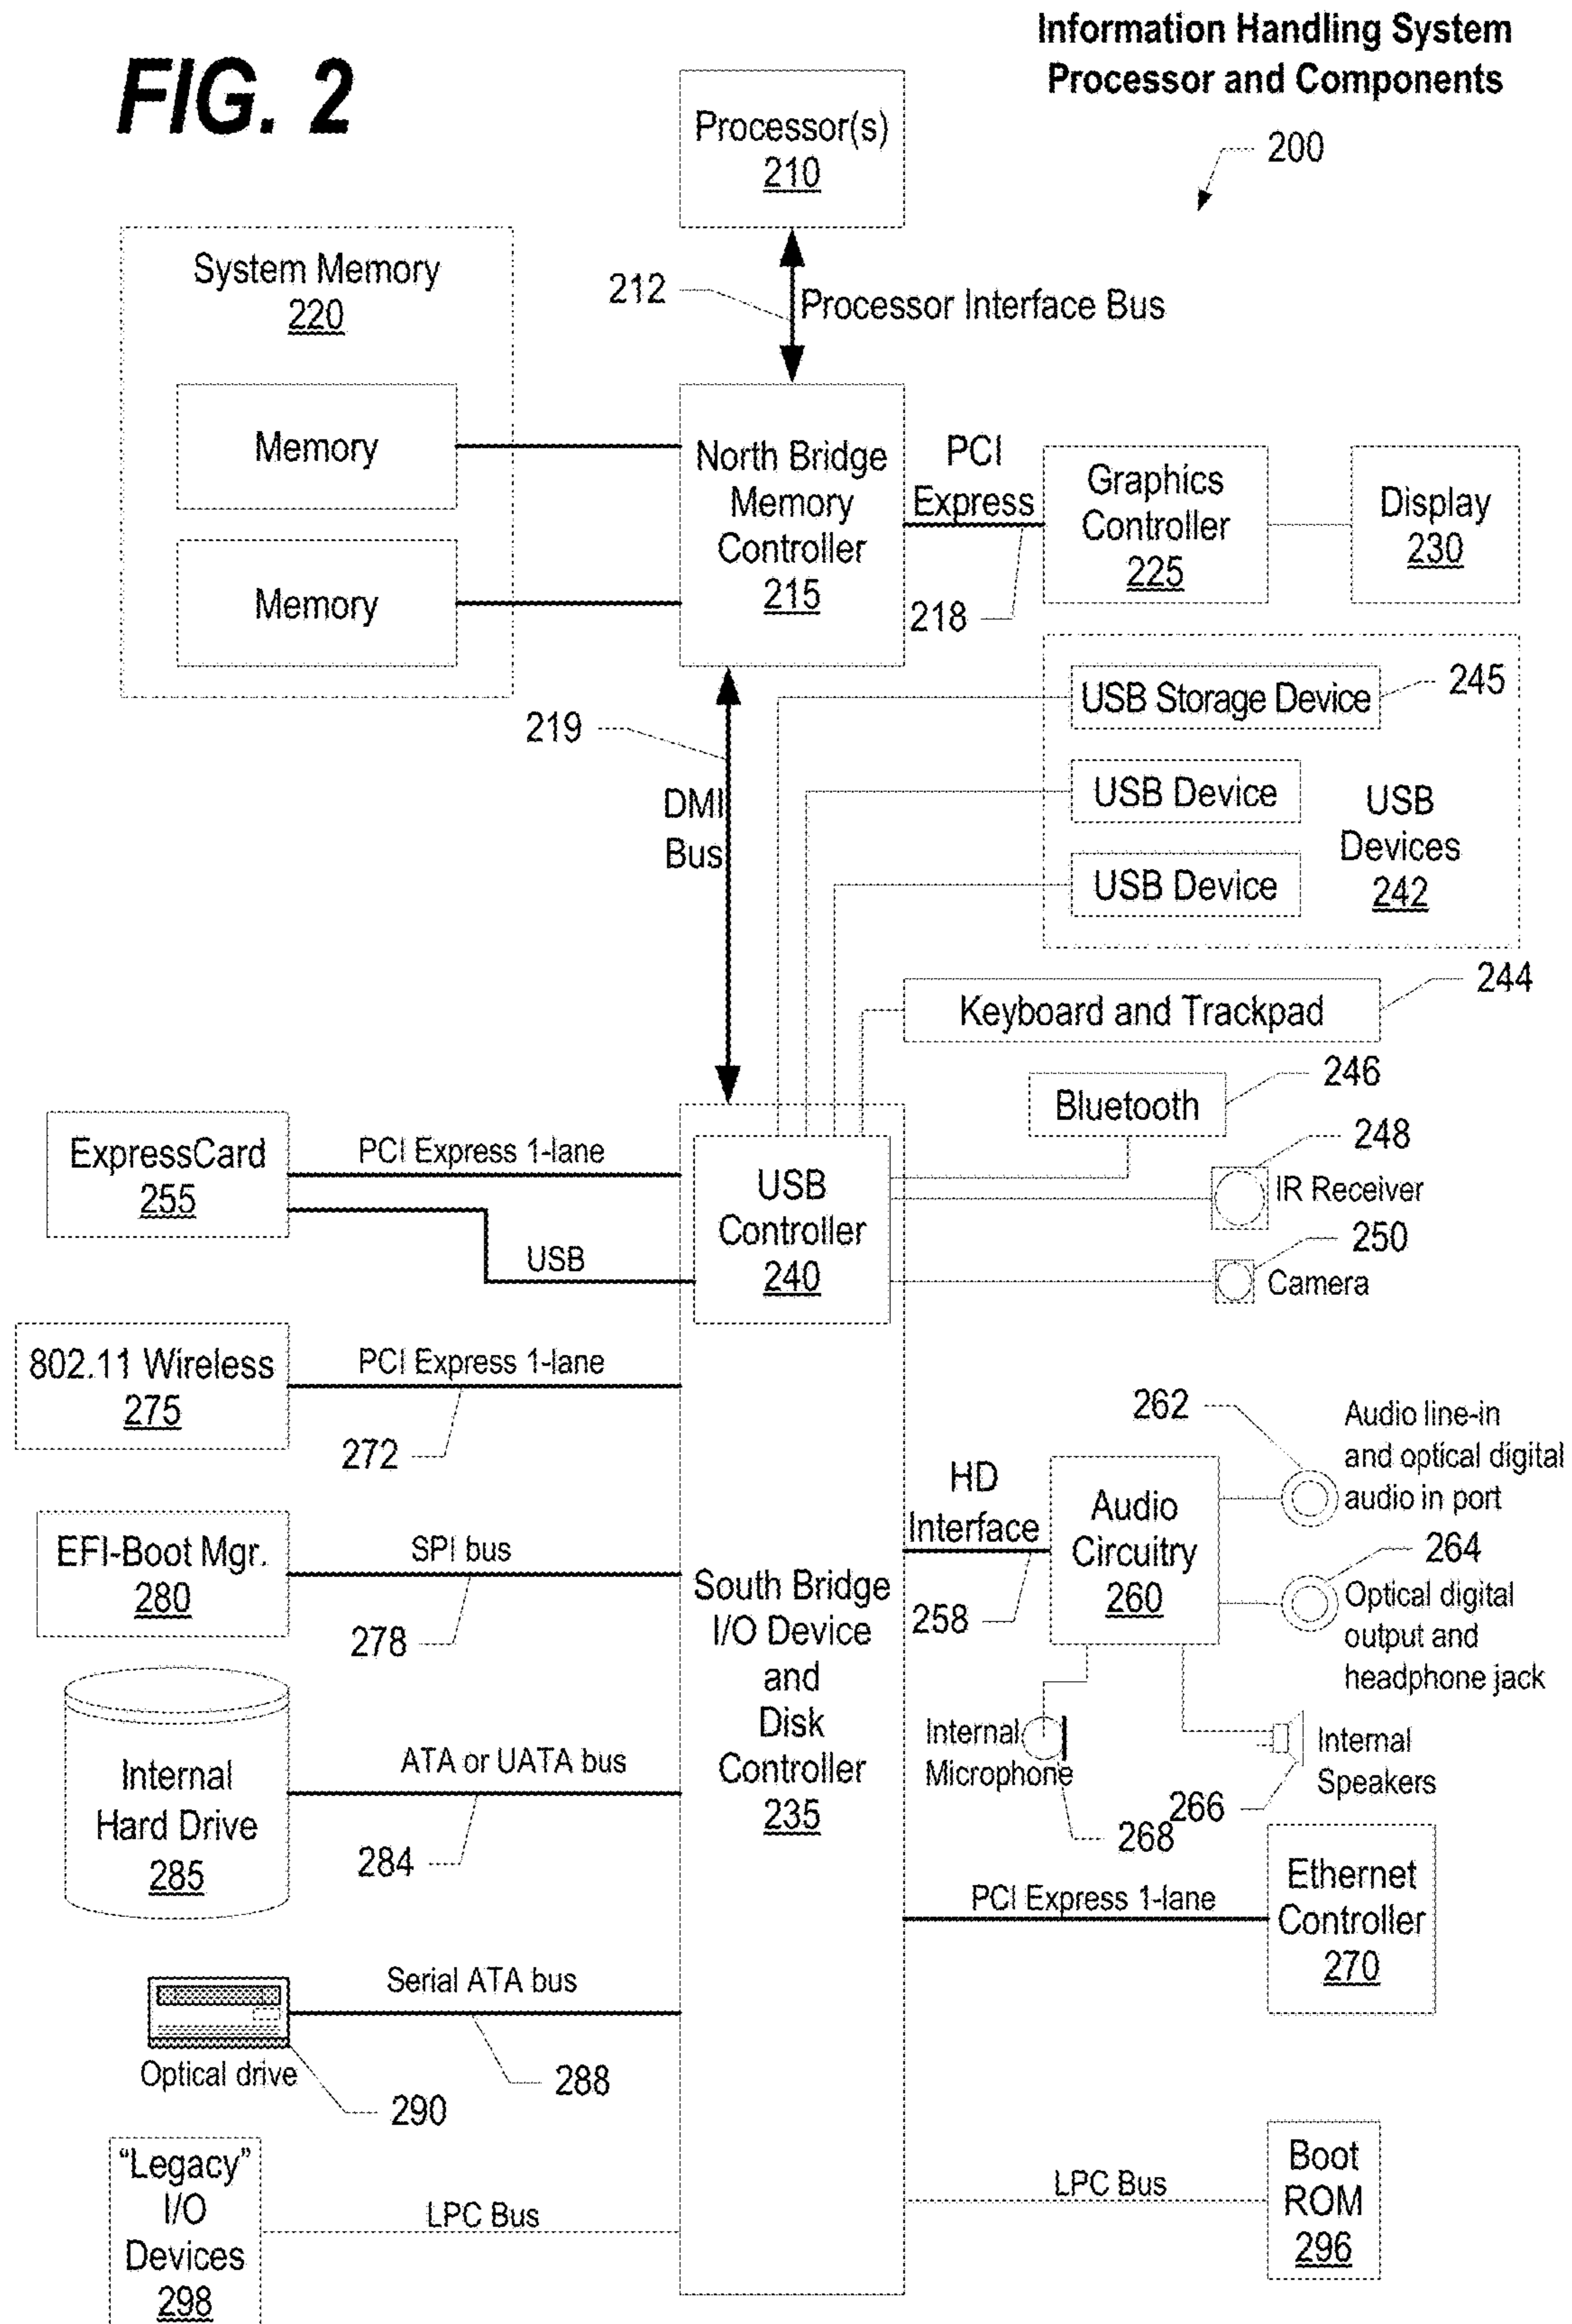 FIG. 2
Information Handling System
Processor and Components
200
Processor(s)
210
212
Processor Interface Bus
System Memory
220
Memory
Memory
North Bridge
Memory
Controller
215
PCI
Express
218
Graphics
Controller
225
Display
230
219
DMI
Bus
USB Storage Device
245
USB Device
USB Device
USB
Devices
242
244
Keyboard and Trackpad
246
Bluetooth
248
IR Receiver
250
Camera
ExpressCard
255
PCI Express 1-lane
USB
USB
Controller
240
802.11 Wireless
275
PCI Express 1-lane
272
EFI-Boot Mgr.
280
SPI bus
278
South Bridge
I/O Device
and
Disk
Controller
235
HD
Interface
258
Audio
Circuitry
260
262
Audio line-in
and optical digital
audio in port
264
Optical digital
output and
headphone jack
Internal
Microphone
268
266
Internal
Speakers
Internal
Hard Drive
285
ATA or UATA bus
284
PCI Express 1-lane
Ethernet
Controller
270
Serial ATA bus
288
Optical drive
290
"Legacy"
I/O
Devices
298
LPC Bus
LPC Bus
Boot
ROM
296